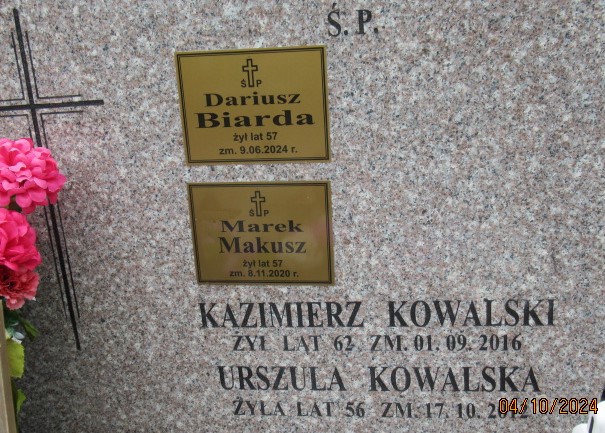 Ś. P.
Ś P
Dariusz
Biarda
żył lat 57
zm. 9.06.2024 r.
Ś P
Marek
Makusz
żył lat 57
zm. 8.11.2020 r.
KAZIMIERZ KOWALSKI
ŻYŁ LAT 62 ZM. 01. 09. 2016
URSZULA KOWALSKA
ŻYŁA LAT 56 ZM. 17. 10.
04/10/2024